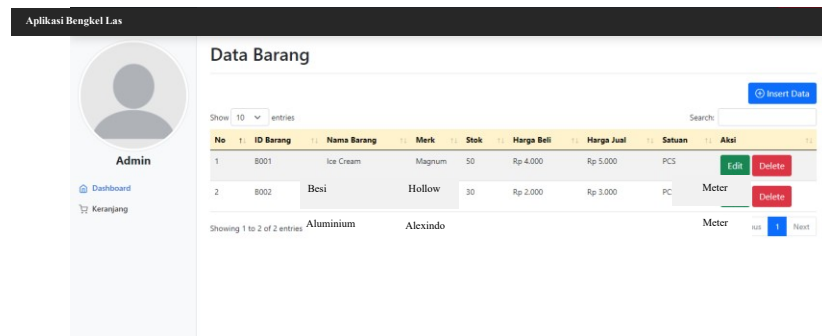 Aplikasi Bengkel Las
Data Barang
Insert Data
Show 10 entries
Search:
No ID Barang Nama Barang Merk Stok Harga Beli Harga Jual Satuan Aksi
1 B001 Ice Cream Magnum 50 Rp 4.000 Rp 5.000 PCS Edit Delete
2 B002 Besi Hollow 30 Rp 2.000 Rp 3.000 PC Meter Delete
Aluminium Alexindo Meter
Showing 1 to 2 of 2 entries
1 Next
Admin
Dashboard
Keranjang